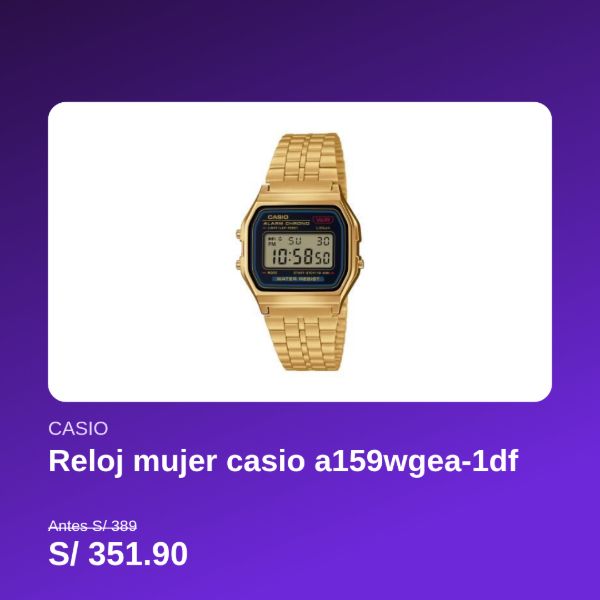 CASIO
ALARM CHRONO
SU 30
PM
10:58 50
WATER RESIST
CASIO
Reloj mujer casio a159wgea-1df
Antes S/ 389
S/ 351.90